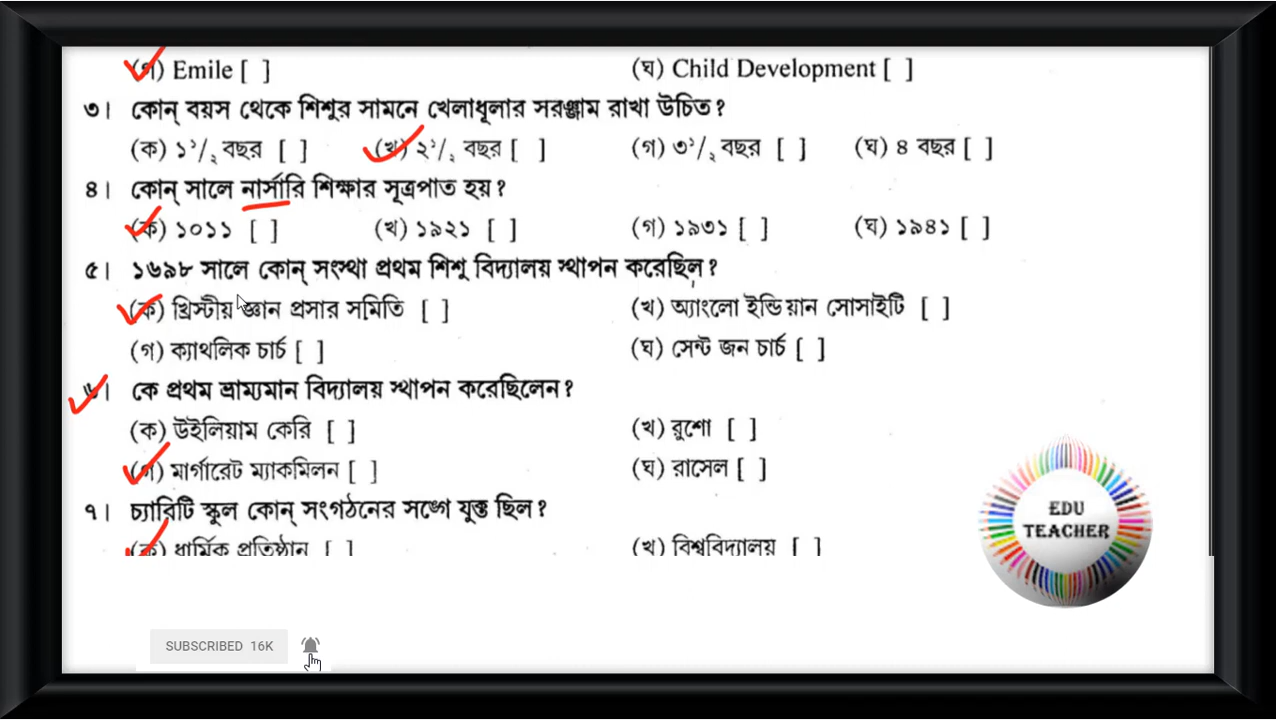 (গ) Emile [ ] (ঘ) Child Development [ ]
৩। কোন্ বয়স থেকে শিশুর সামনে খেলাধূলার সরঞ্জাম রাখা উচিত?
(ক) ১১/২ বছর [ ] (খ) ২১/২ বছর [ ] (গ) ৩১/২ বছর [ ] (ঘ) ৪ বছর [ ]
৪। কোন্ সালে নার্সারি শিক্ষার সূত্রপাত হয়?
(ক) ১০১১ [ ] (খ) ১৯২১ [ ] (গ) ১৯৩১ [ ] (ঘ) ১৯৪১ [ ]
৫। ১৬৯৮ সালে কোন্ সংস্থা প্রথম শিশু বিদ্যালয় স্থাপন করেছিল?
(ক) খ্রিস্টীয় জ্ঞান প্রসার সমিতি [ ] (খ) অ্যাংলো ইন্ডিয়ান সোসাইটি [ ]
(গ) ক্যাথলিক চার্চ [ ] (ঘ) সেন্ট জন চার্চ [ ]
৬। কে প্রথম ভ্রাম্যমান বিদ্যালয় স্থাপন করেছিলেন?
(ক) উইলিয়াম কেরি [ ] (খ) রুশো [ ]
(গ) মার্গারেট ম্যাকমিলন [ ] (ঘ) রাসেল [ ]
৭। চ্যারিটি স্কুল কোন্ সংগঠনের সঙ্গে যুক্ত ছিল?
(ক) ধার্মিক প্রতিষ্ঠান [ ] (খ) বিশ্ববিদ্যালয় [ ]
EDU
TEACHER
SUBSCRIBED 16K